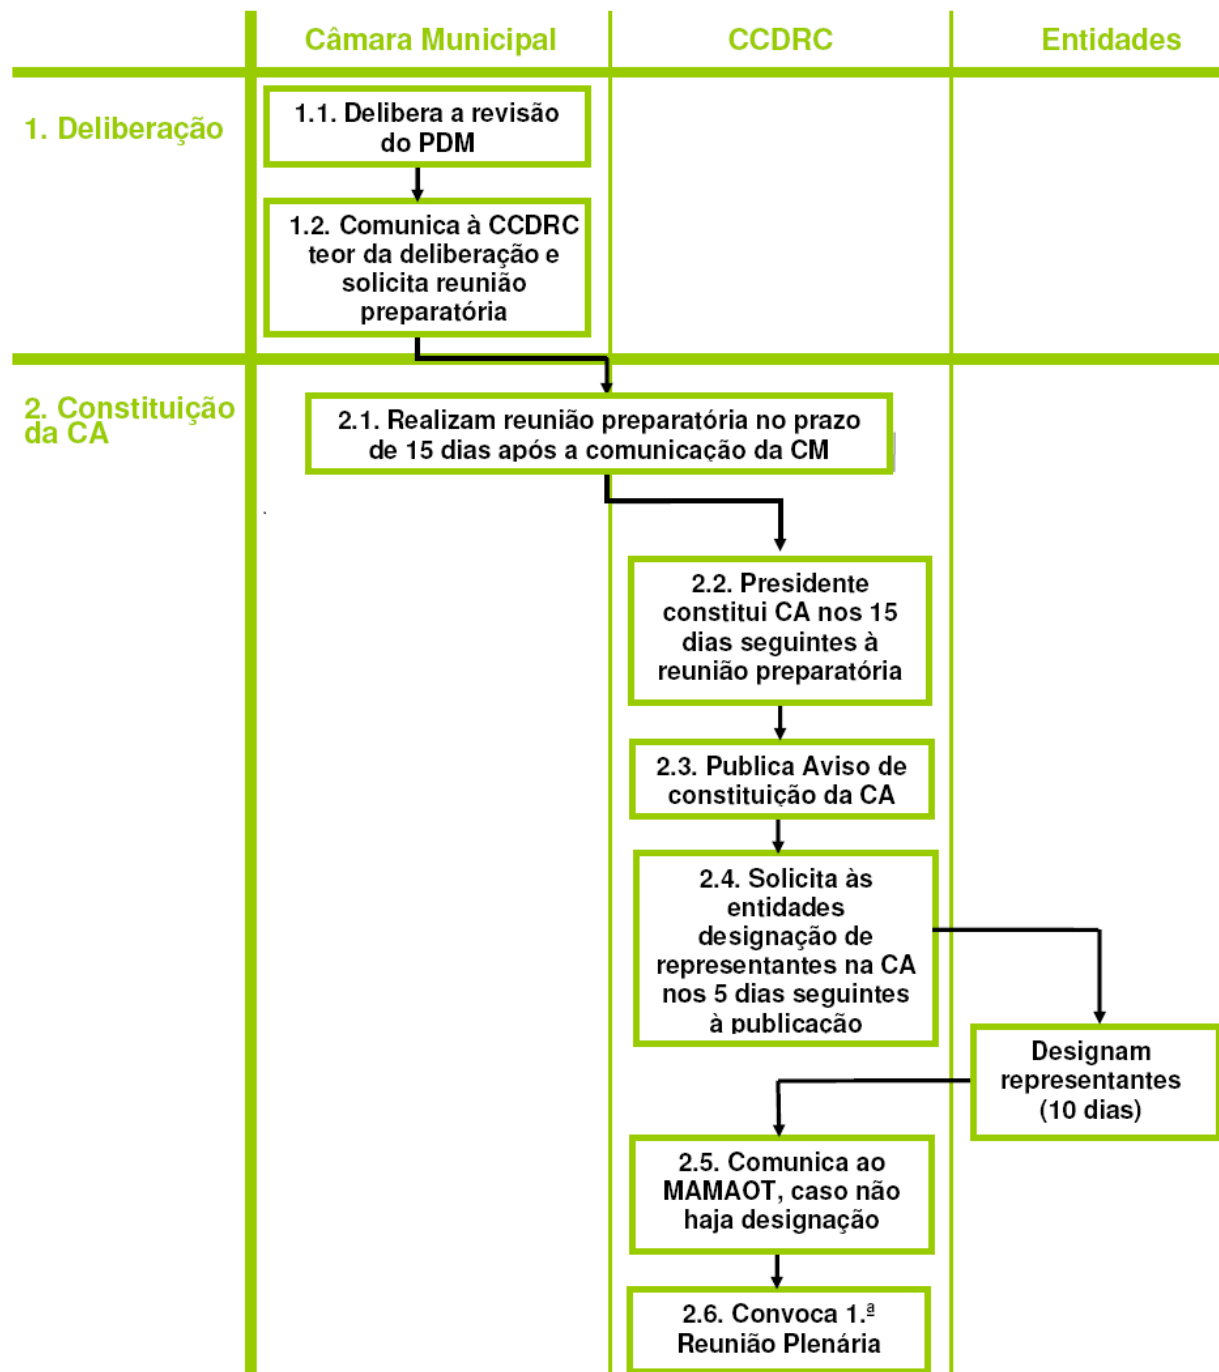 Câmara Municipal
CCDRC
Entidades
1. Deliberação
1.1. Delibera a revisão
do PDM
1.2. Comunica à CCDRC
teor da deliberação e
solicita reunião
preparatória
2. Constituição
da CA
2.1. Realizam reunião preparatória no prazo
de 15 dias após a comunicação da CM
2.2. Presidente
constitui CA nos 15
dias seguintes à
reunião preparatória
2.3. Publica Aviso de
constituição da CA
2.4. Solicita às
entidades
designação de
representantes na CA
nos 5 dias seguintes
à publicação
Designam
representantes
(10 dias)
2.5. Comunica ao
MAMAOT, caso não
haja designação
2.6. Convoca 1.ª
Reunião Plenária